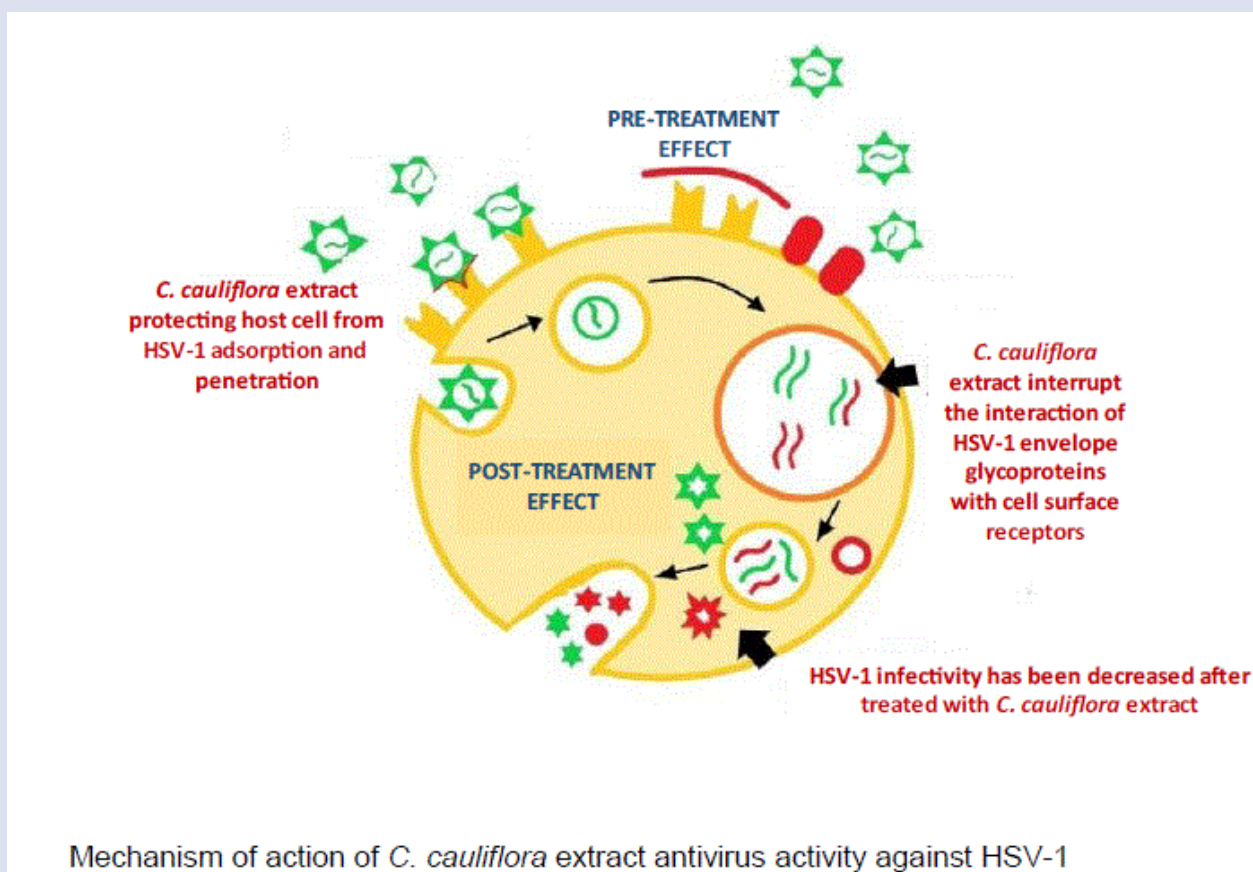 PRE-TREATMENT
EFFECT
C. cauliflora extract
protecting host cell from
HSV-1 adsorption and
penetration
C. cauliflora
extract interrupt
the interaction of
HSV-1 envelope
glycoproteins
with cell surface
receptors
POST-TREATMENT
EFFECT
HSV-1 infectivity has been decreased after
treated with C. cauliflora extract
Mechanism of action of C. cauliflora extract antivirus activity against HSV-1